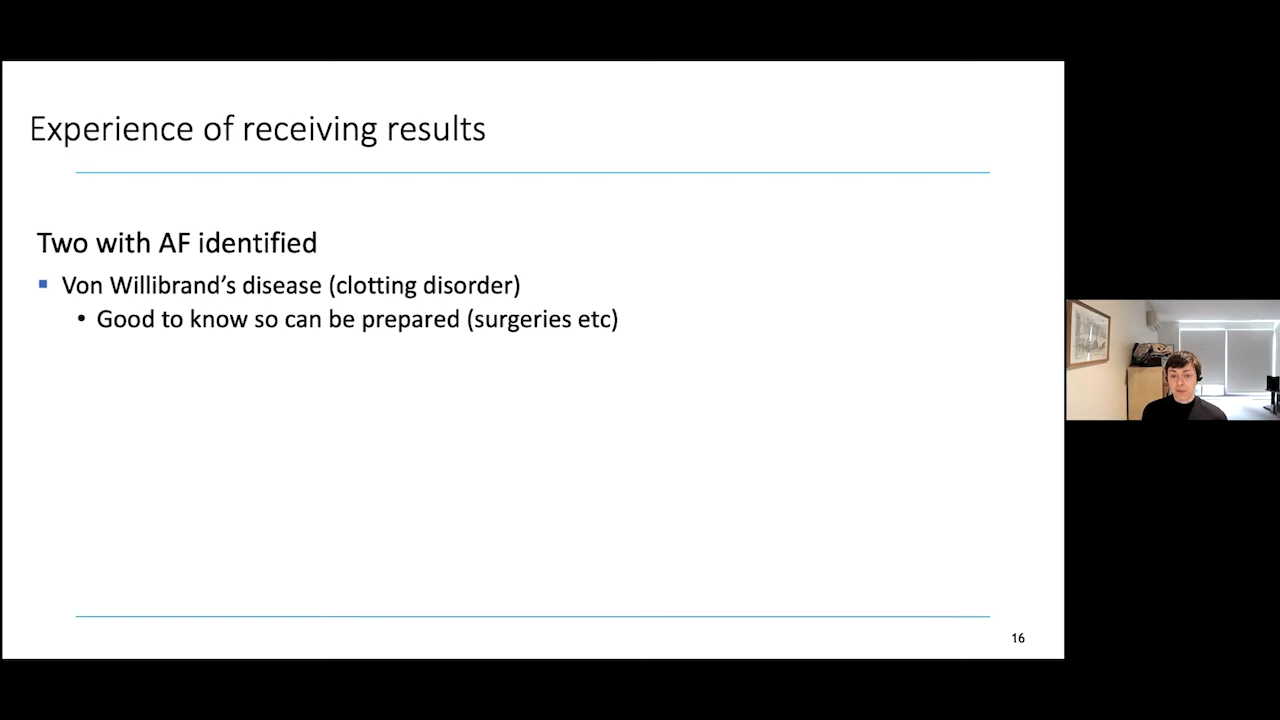 Experience of receiving results
Two with AF identified
▪ Von Willibrand’s disease (clotting disorder)
• Good to know so can be prepared (surgeries etc)
16